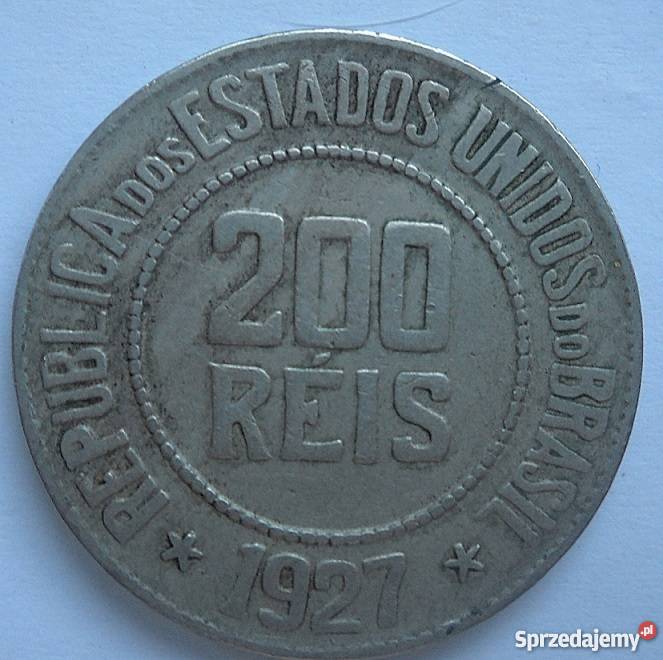 REPUBLICA DOS ESTADOS UNIDOS DO BRASIL
200
RÉIS
* 1927 *
Sprzedajemy.pl